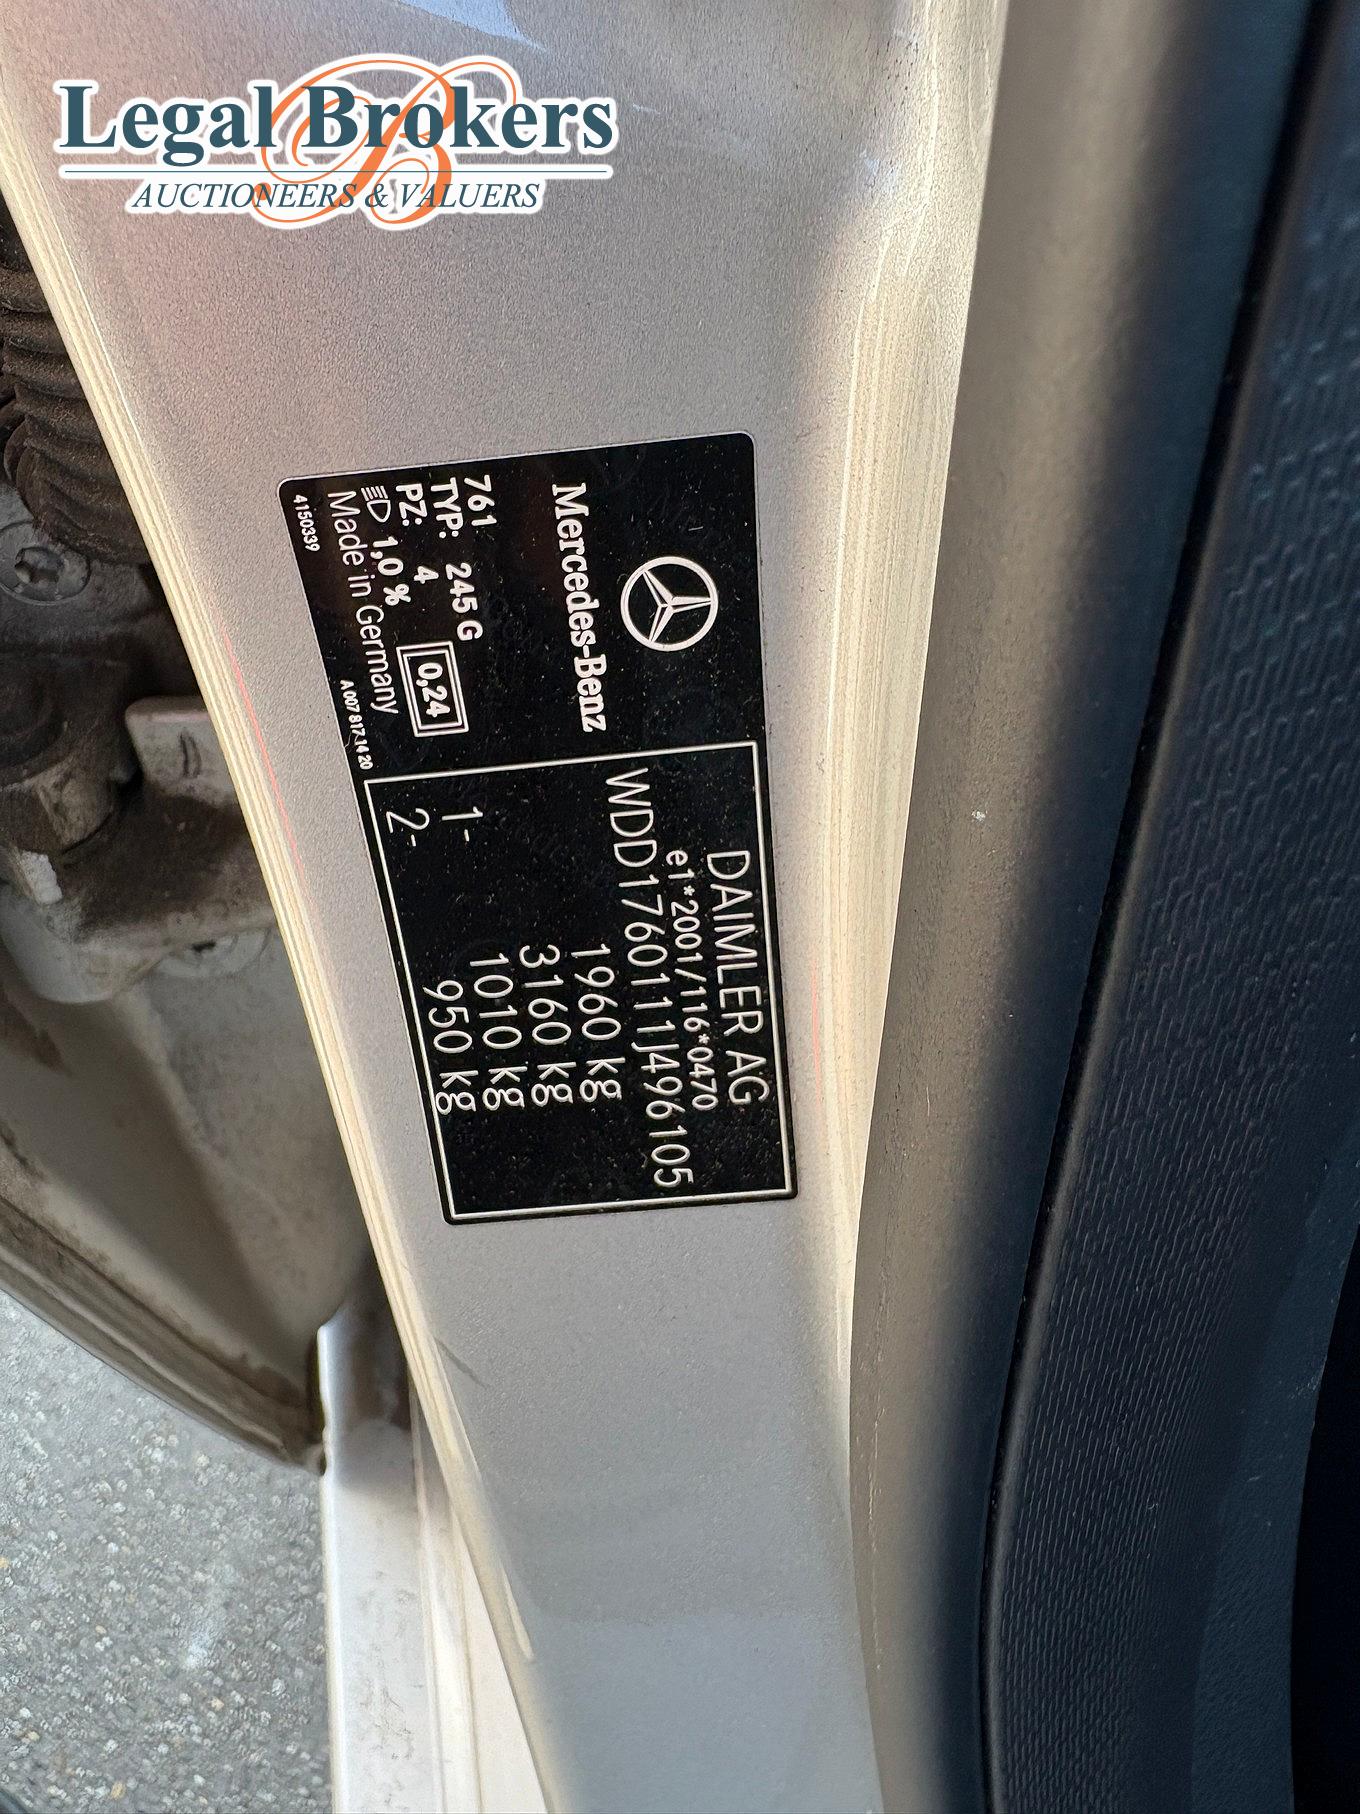 Legal Brokers
AUCTIONEERS & VALUERS
Mercedes-Benz
761
TYP: 245 G
PZ: 4
0,24
1,0 %
Made in Germany
4150339
A 007 817 14 20
DAIMLER AG
e1*2001/116*0470
WDD1760111J496105
1960 kg
3160 kg
1- 1010 kg
2- 950 kg